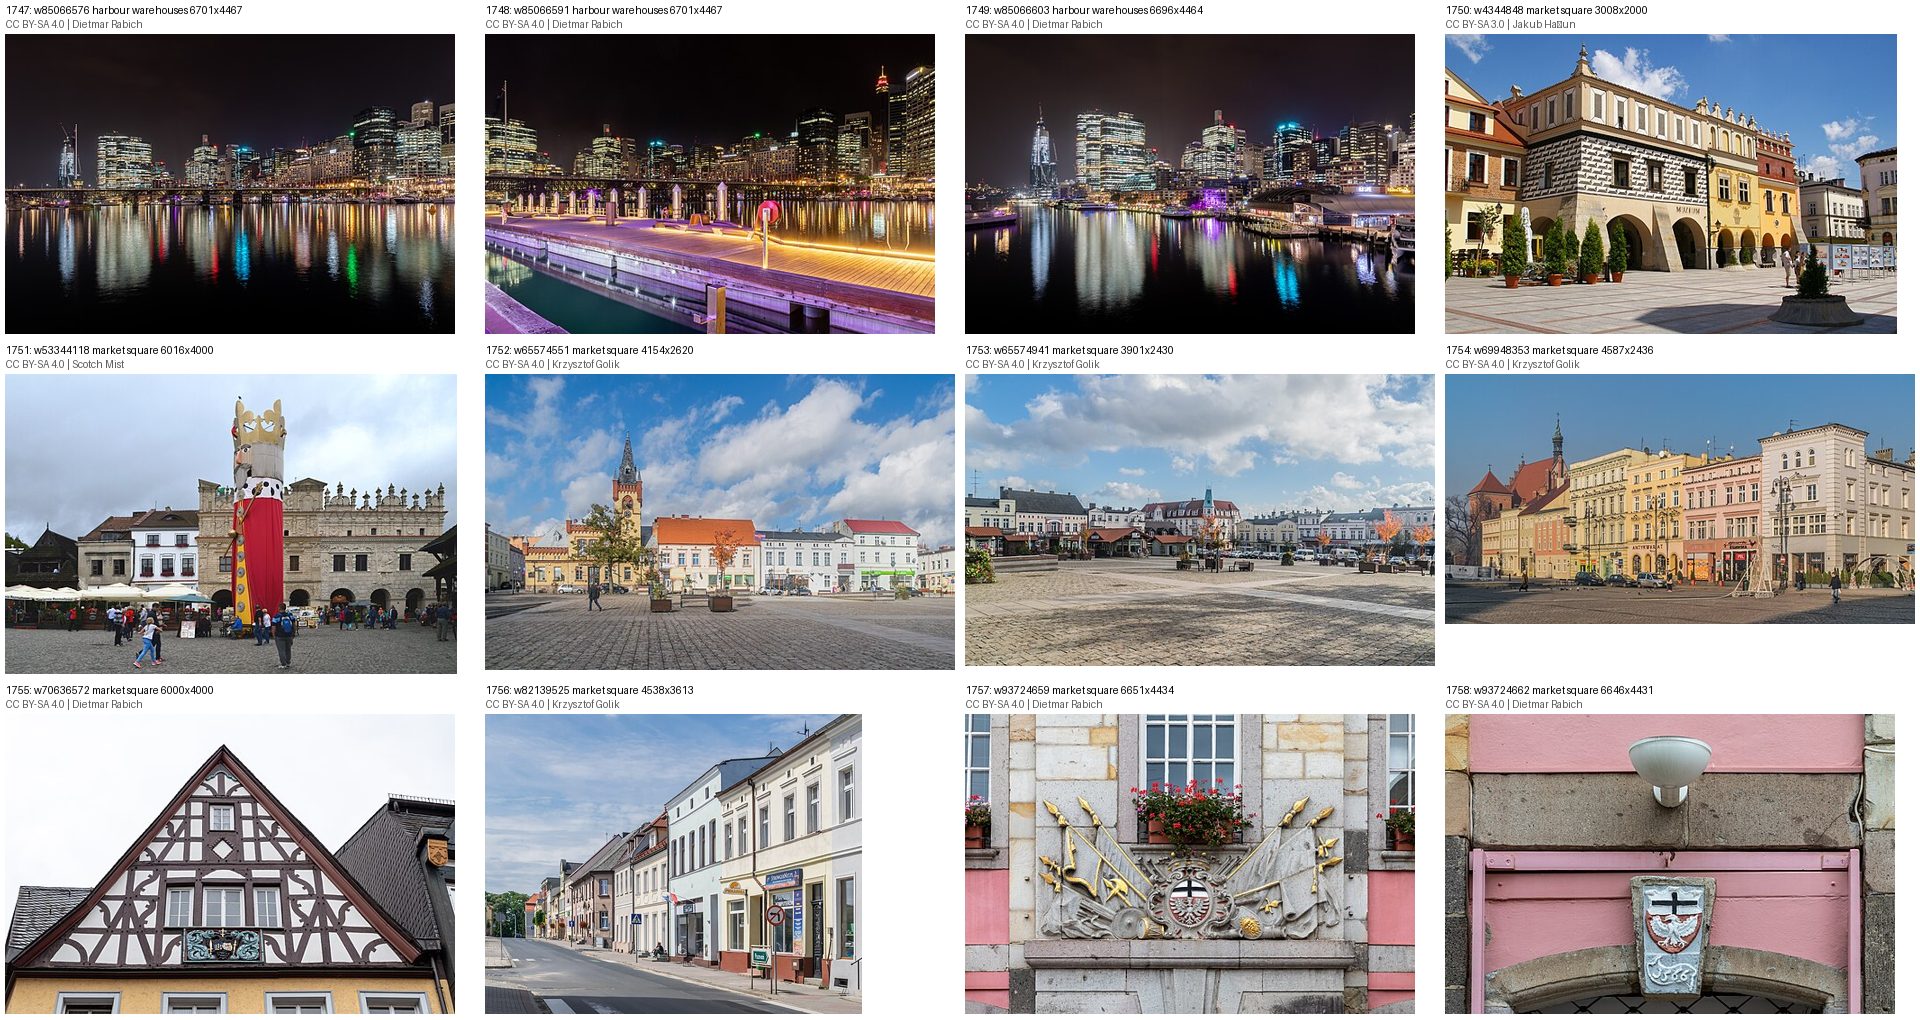 1747: w85066576 harbour warehouses 6701x4467
CC BY-SA 4.0 | Dietmar Rabich
1748: w85066591 harbour warehouses 6701x4467
CC BY-SA 4.0 | Dietmar Rabich
1749: w85066603 harbour warehouses 6696x4464
CC BY-SA 4.0 | Dietmar Rabich
1750: w4344848 market square 3008x2000
CC BY-SA 3.0 | Jakub Ha□un
MUZEUM
1751: w53344118 market square 6016x4000
CC BY-SA 4.0 | Scotch Mist
1752: w65574551 market square 4154x2620
CC BY-SA 4.0 | Krzysztof Golik
1753: w65574941 market square 3901x2430
CC BY-SA 4.0 | Krzysztof Golik
1754: w69948353 market square 4587x2436
CC BY-SA 4.0 | Krzysztof Golik
ANTYKWARIAT
1755: w70636572 market square 6000x4000
CC BY-SA 4.0 | Dietmar Rabich
1756: w82139525 market square 4538x3613
CC BY-SA 4.0 | Krzysztof Golik
1757: w93724659 market square 6651x4434
CC BY-SA 4.0 | Dietmar Rabich
1758: w93724662 market square 6646x4431
CC BY-SA 4.0 | Dietmar Rabich